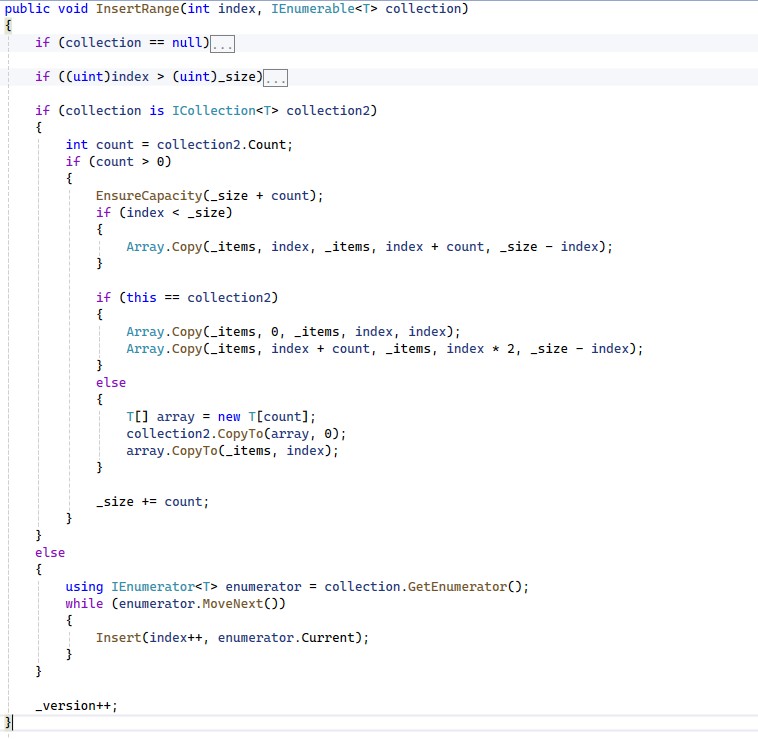 public void InsertRange(int index, IEnumerable<T> collection)
{
    if (collection == null)...
    if ((uint)index > (uint)_size)...
    if (collection is ICollection<T> collection2)
    {
        int count = collection2.Count;
        if (count > 0)
        {
            EnsureCapacity(_size + count);
            if (index < _size)
            {
                Array.Copy(_items, index, _items, index + count, _size - index);
            }
            if (this == collection2)
            {
                Array.Copy(_items, 0, _items, index, index);
                Array.Copy(_items, index + count, _items, index * 2, _size - index);
            }
            else
            {
                T[] array = new T[count];
                collection2.CopyTo(array, 0);
                array.CopyTo(_items, index);
            }
            _size += count;
        }
    }
    else
    {
        using IEnumerator<T> enumerator = collection.GetEnumerator();
        while (enumerator.MoveNext())
        {
            Insert(index++, enumerator.Current);
        }
    }
    _version++;
}